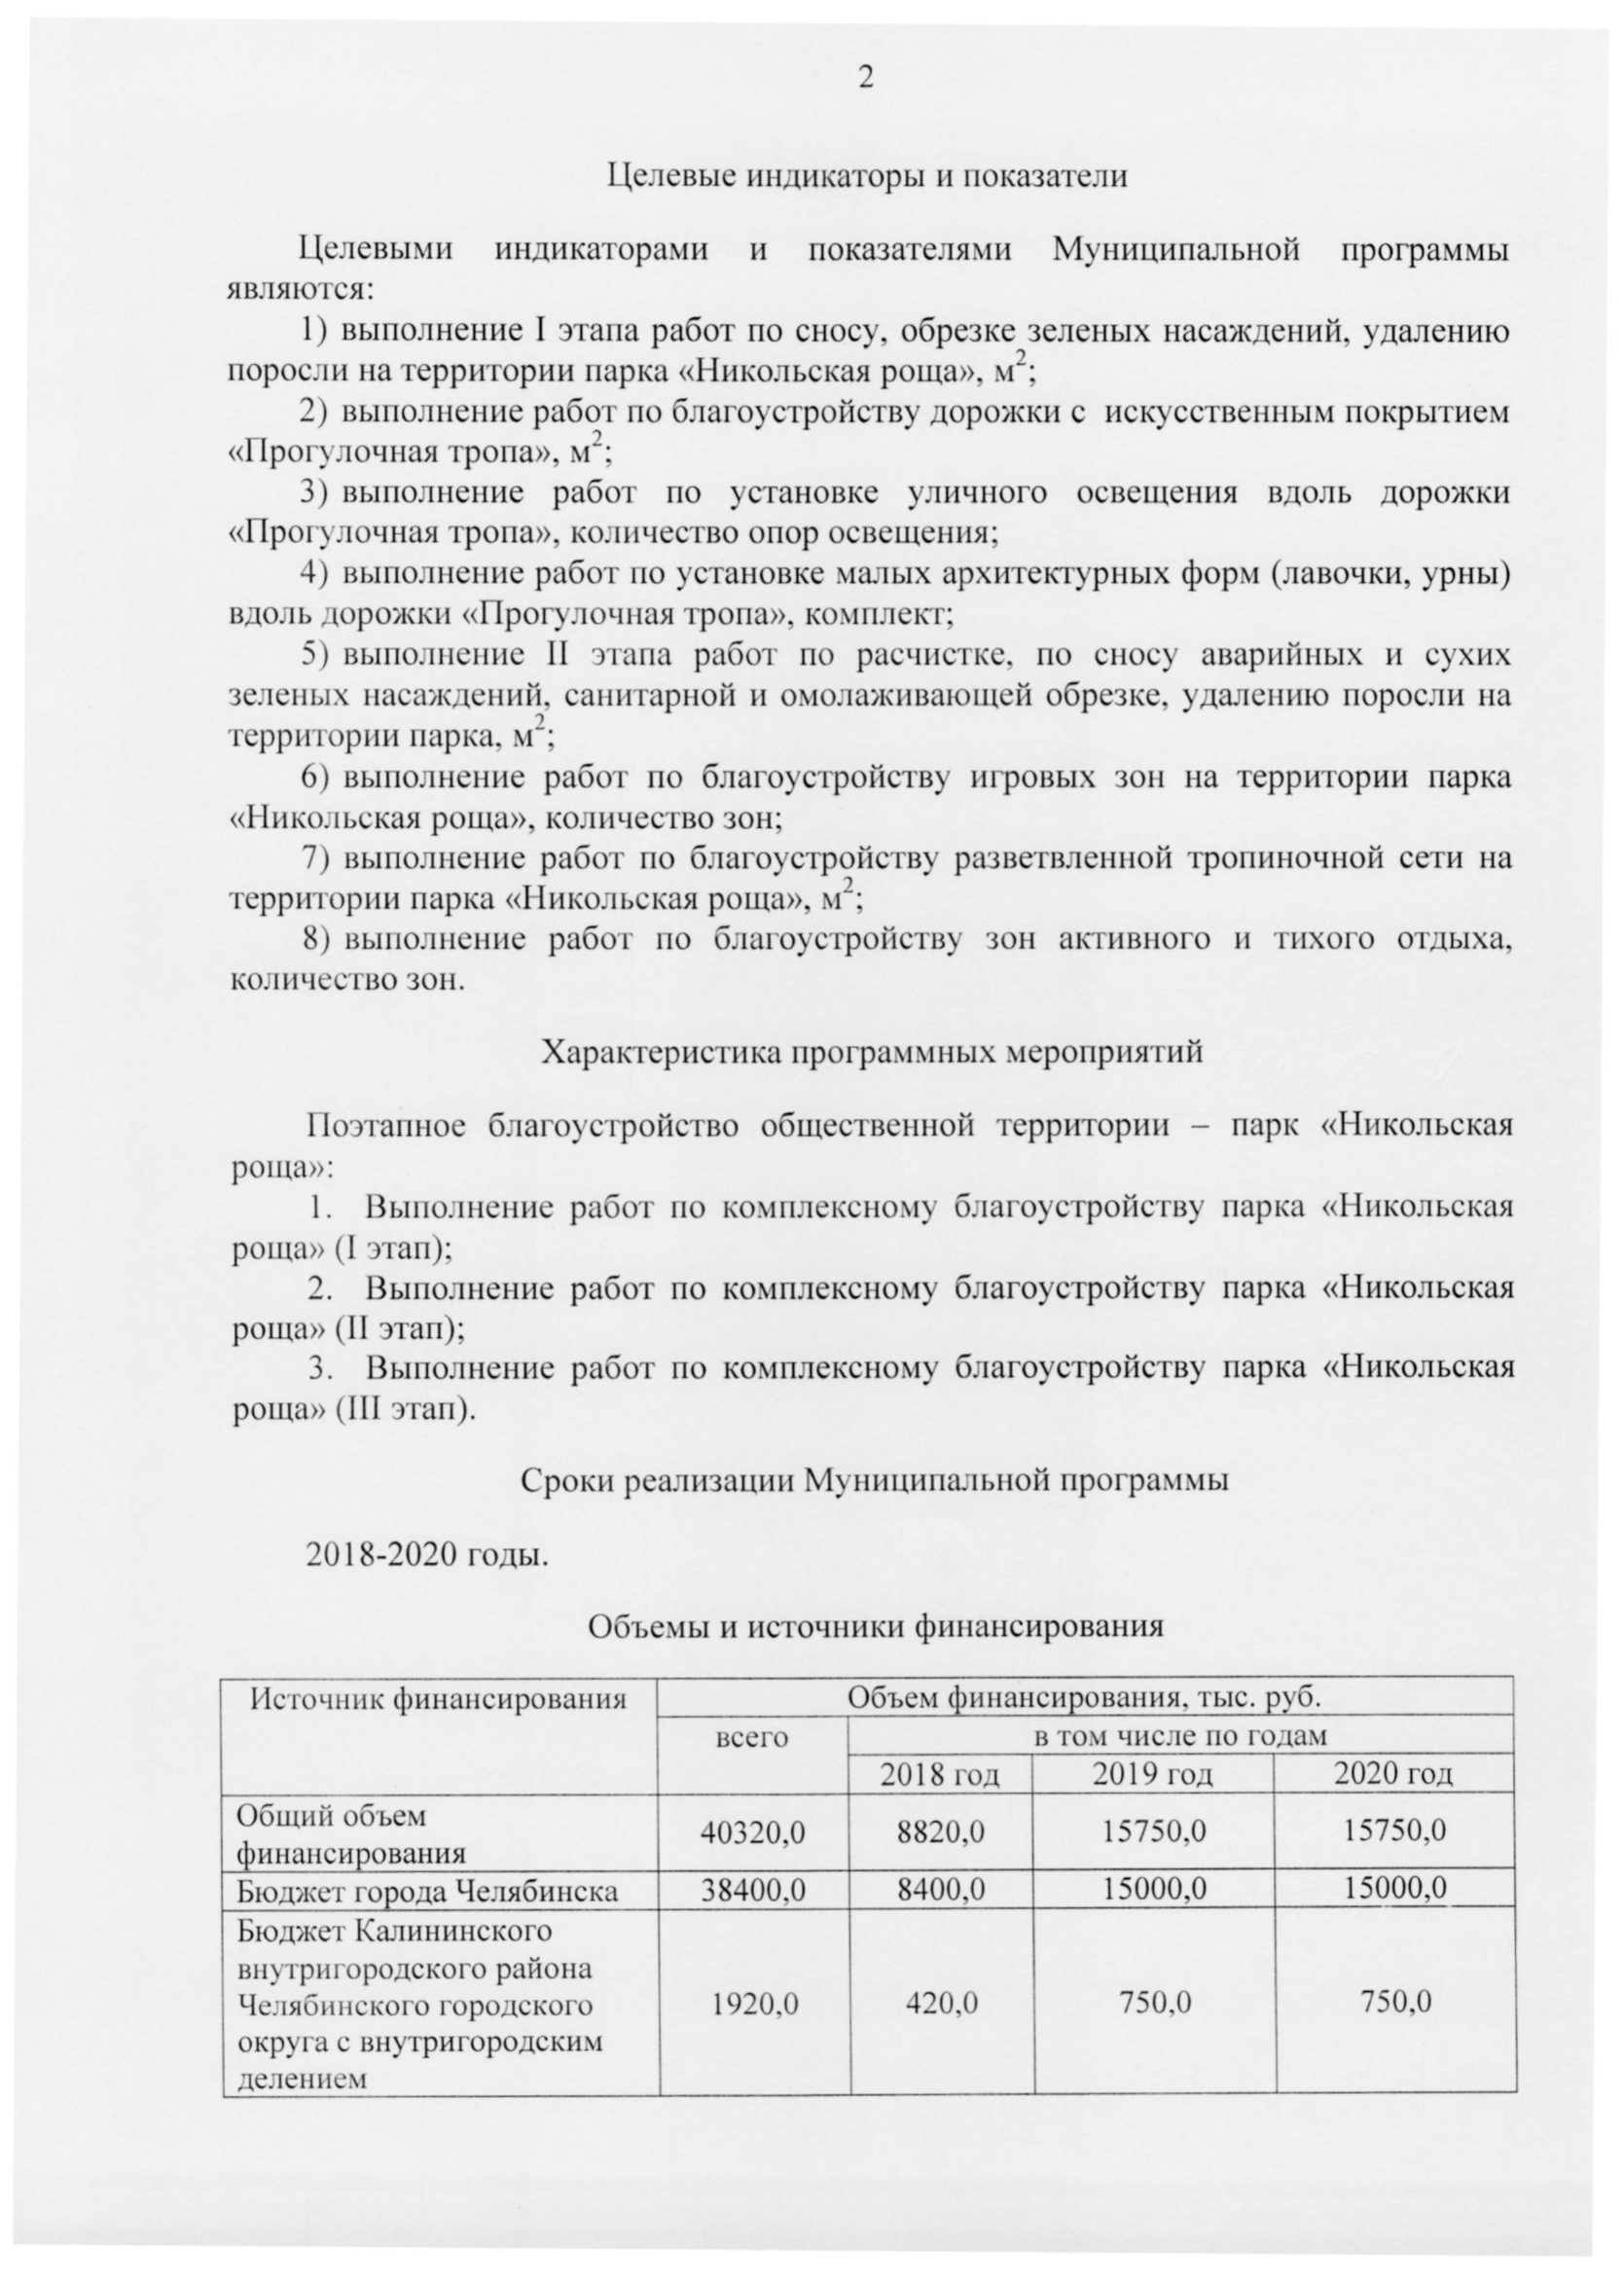 2
Целевые индикаторы и показатели
Целевыми индикаторами и показателями Муниципальной программы
являются:
1) выполнение I этапа работ по сносу, обрезке зеленых насаждений, удалению
поросли на территории парка «Никольская роща», м²;
2) выполнение работ по благоустройству дорожки с искусственным покрытием
«Прогулочная тропа», м²;
3) выполнение работ по установке уличного освещения вдоль дорожки
«Прогулочная тропа», количество опор освещения;
4) выполнение работ по установке малых архитектурных форм (лавочки, урны)
вдоль дорожки «Прогулочная тропа», комплект;
5) выполнение II этапа работ по расчистке, по сносу аварийных и сухих
зеленых насаждений, санитарной и омолаживающей обрезке, удалению поросли на
территории парка, м²;
6) выполнение работ по благоустройству игровых зон на территории парка
«Никольская роща», количество зон;
7) выполнение работ по благоустройству разветвленной тропиночной сети на
территории парка «Никольская роща», м²;
8) выполнение работ по благоустройству зон активного и тихого отдыха,
количество зон.
Характеристика программных мероприятий
Поэтапное благоустройство общественной территории – парк «Никольская
роща»:
1. Выполнение работ по комплексному благоустройству парка «Никольская
роща» (I этап);
2. Выполнение работ по комплексному благоустройству парка «Никольская
роща» (II этап);
3. Выполнение работ по комплексному благоустройству парка «Никольская
роща» (III этап).
Сроки реализации Муниципальной программы
2018-2020 годы.
Объемы и источники финансирования
Источник финансирования Объем финансирования, тыс. руб.
всего в том числе по годам
2018 год 2019 год 2020 год
Общий объем
финансирования 40320,0 8820,0 15750,0 15750,0
Бюджет города Челябинска 38400,0 8400,0 15000,0 15000,0
Бюджет Калининского
внутригородского района
Челябинского городского 1920,0 420,0 750,0 750,0
округа с внутригородским
делением